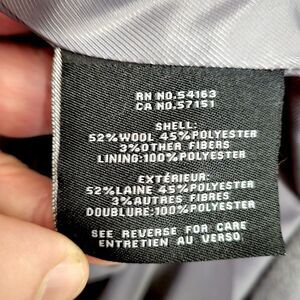 RN NO.54163
CA NO.57151
SHELL:
52%WOOL 45%POLYESTER
3%OTHER FIBERS
LINING:100%POLYESTER
EXTÉRIEUR:
52%LAINE 45%POLYESTER
3%AUTRES FIBRES
DOUBLURE:100%POLYESTER
SEE REVERSE FOR CARE
ENTRETIEN AU VERSO